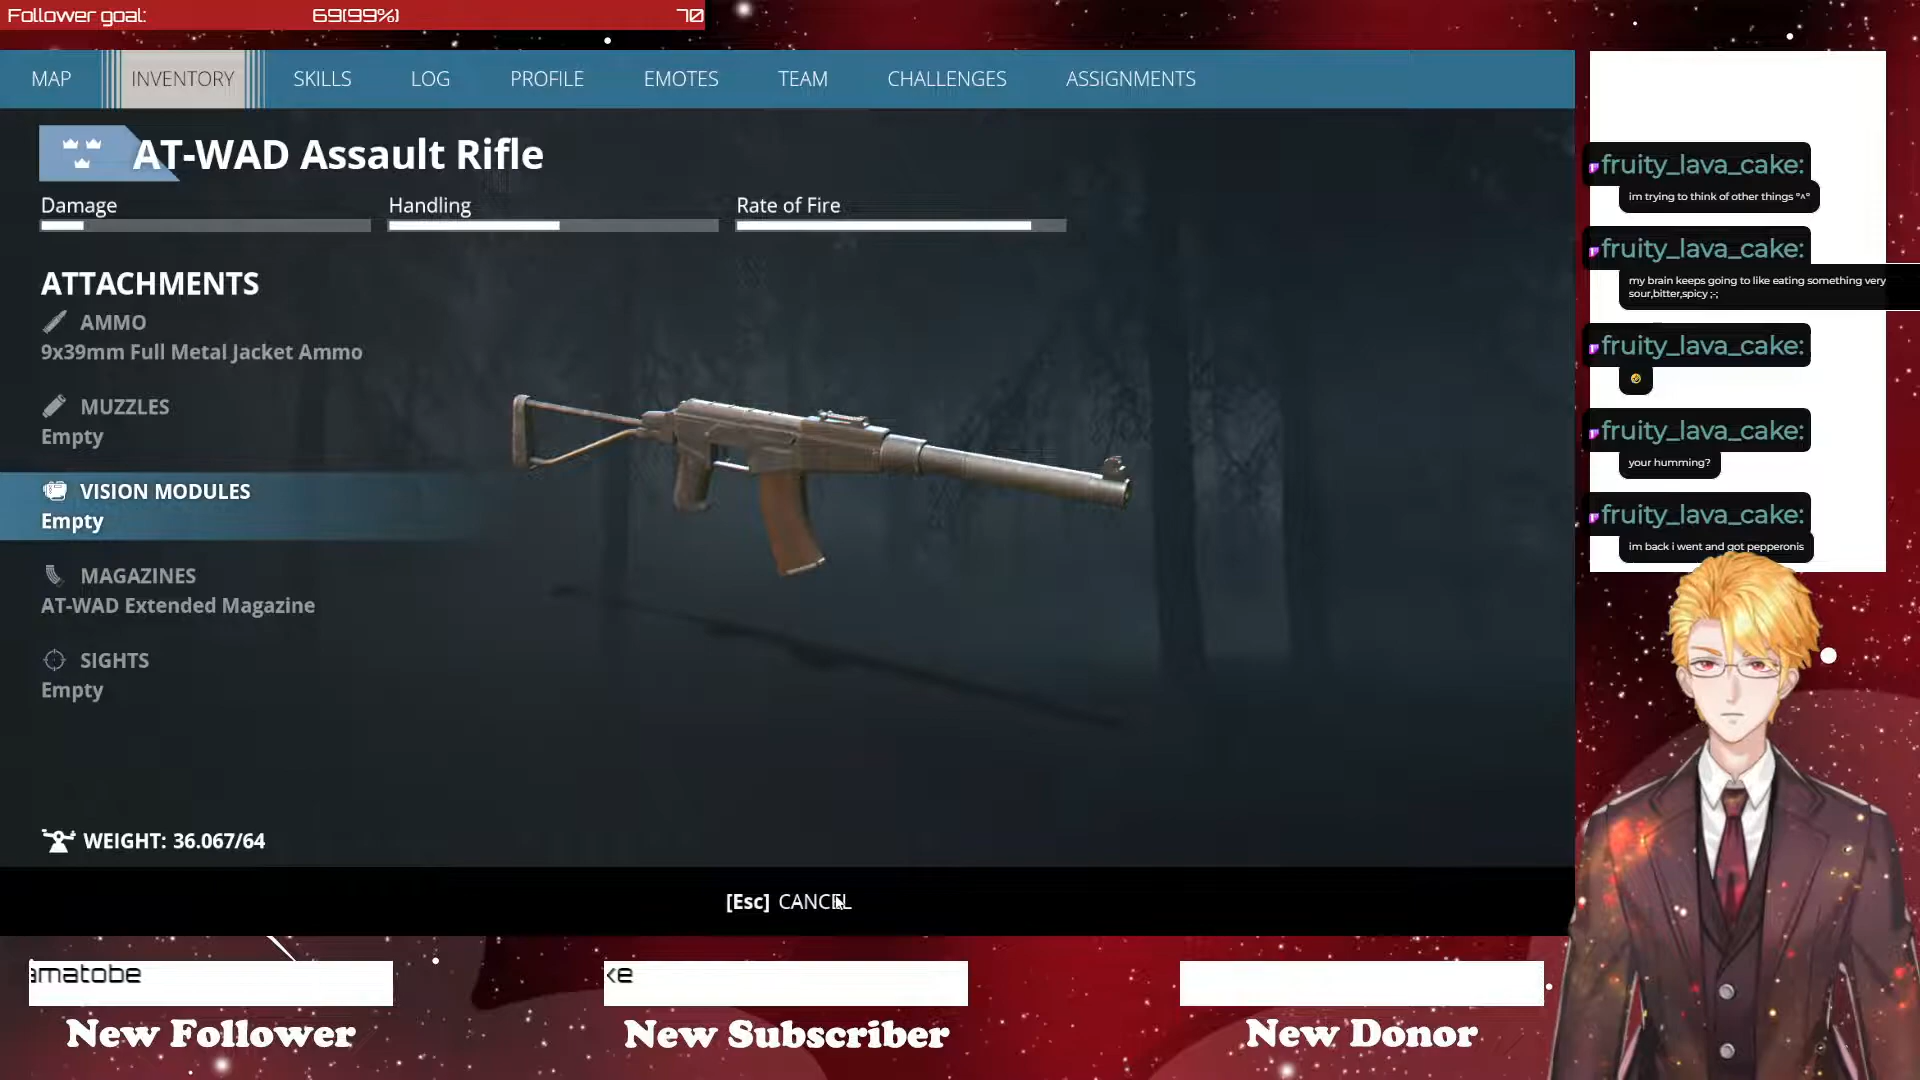 Follower goal: 69(99%) 70
MAP INVENTORY SKILLS LOG PROFILE EMOTES TEAM CHALLENGES ASSIGNMENTS
AT-WAD Assault Rifle
Damage Handling Rate of Fire
ATTACHMENTS
AMMO
9x39mm Full Metal Jacket Ammo
MUZZLES
Empty
VISION MODULES
Empty
MAGAZINES
AT-WAD Extended Magazine
SIGHTS
Empty
WEIGHT: 36.067/64
[Esc] CANCEL
fruity_lava_cake:
im trying to think of other things °^°
fruity_lava_cake:
my brain keeps going to like eating something very
sour,bitter,spicy ;-;
fruity_lava_cake:
fruity_lava_cake:
your humming?
fruity_lava_cake:
im back i went and got pepperonis
amatobe
ke
New Follower
New Subscriber
New Donor